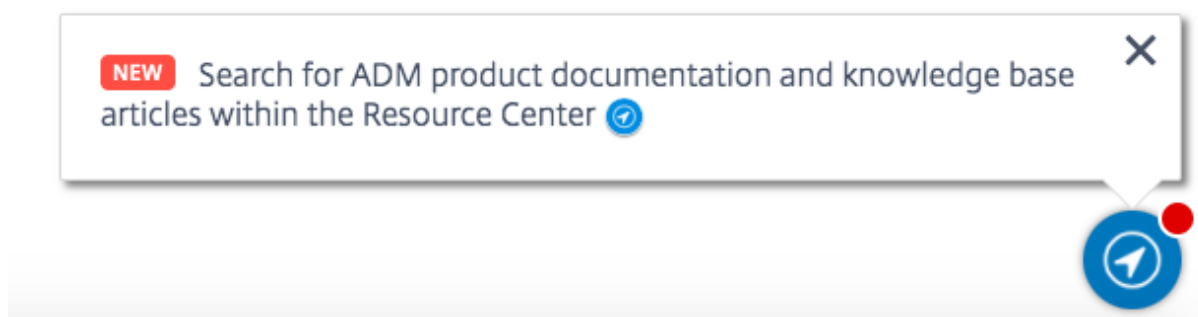 NEW Search for ADM product documentation and knowledge base
articles within the Resource Center